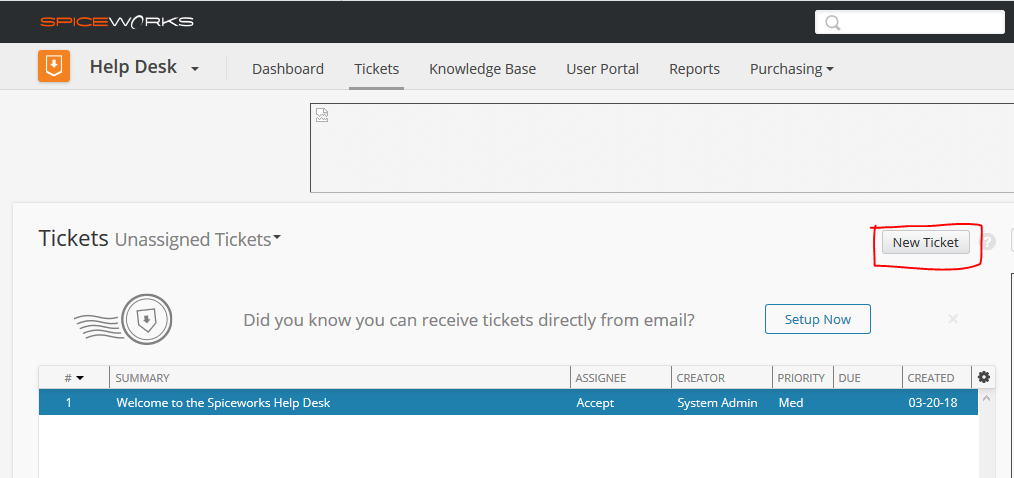 SPICEWORKS
Help Desk Dashboard Tickets Knowledge Base User Portal Reports Purchasing
Tickets Unassigned Tickets New Ticket ?
Did you know you can receive tickets directly from email? Setup Now
# SUMMARY ASSIGNEE CREATOR PRIORITY DUE CREATED
1 Welcome to the Spiceworks Help Desk Accept System Admin Med 03-20-18